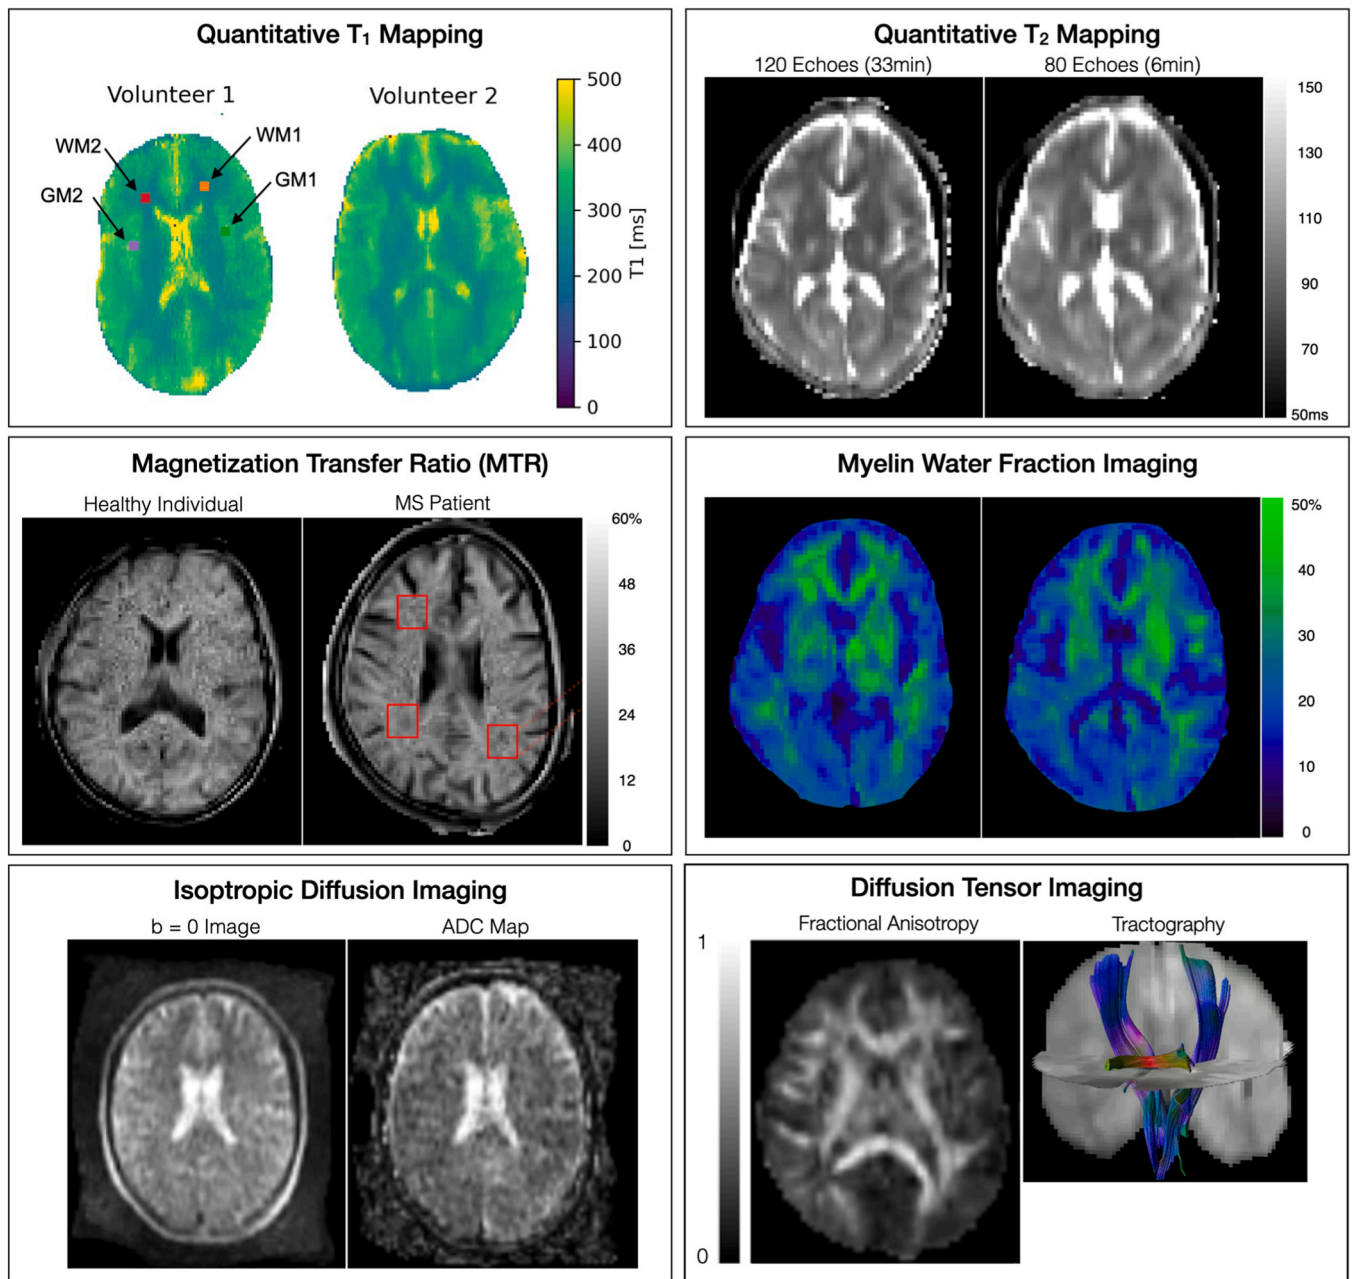 Quantitative T₁ Mapping
Volunteer 1
Volunteer 2
WM2
WM1
GM2
GM1
500
400
300
200
100
0
T1 [ms]
Quantitative T₂ Mapping
120 Echoes (33min)
80 Echoes (6min)
150
130
110
90
70
50ms
Magnetization Transfer Ratio (MTR)
Healthy Individual
MS Patient
60%
48
36
24
12
0
Myelin Water Fraction Imaging
50%
40
30
20
10
0
Isoptropic Diffusion Imaging
b = 0 Image
ADC Map
Diffusion Tensor Imaging
Fractional Anisotropy
Tractography
1
0